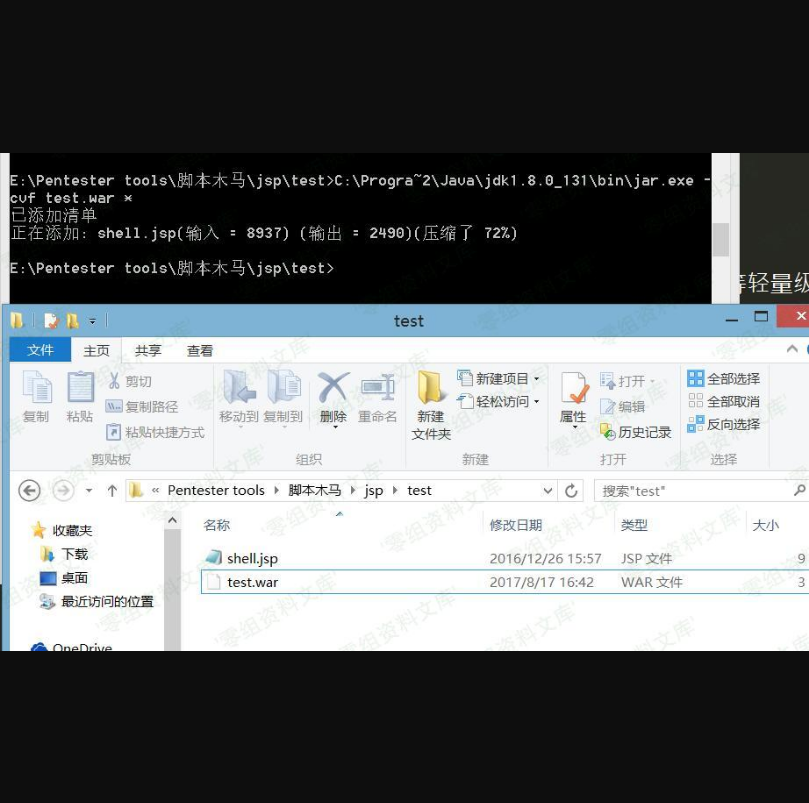 E:\Pentester tools\脚本木马\jsp\test>C:\Progra~2\Java\jdk1.8.0_131\bin\jar.exe -
cvf test.war *
已添加清单
正在添加: shell.jsp(输入 = 8937) (输出 = 2490)(压缩了 72%)
E:\Pentester tools\脚本木马\jsp\test>
轻量级
test
文件 主页 共享 查看
复制 粘贴 剪切 复制路径 粘贴快捷方式
移动到 复制到 删除 重命名
新建 文件夹 新建项目 轻松访问
属性 打开 编辑 历史记录
全部选择 全部取消 反向选择
剪贴板 组织 新建 打开 选择
« Pentester tools 脚本木马 jsp test 搜索"test"
名称 修改日期 类型 大小
收藏夹
下载
桌面
最近访问的位置
OneDrive
shell.jsp 2016/12/26 15:57 JSP 文件 9
test.war 2017/8/17 16:42 WAR 文件 3
零组资料文库